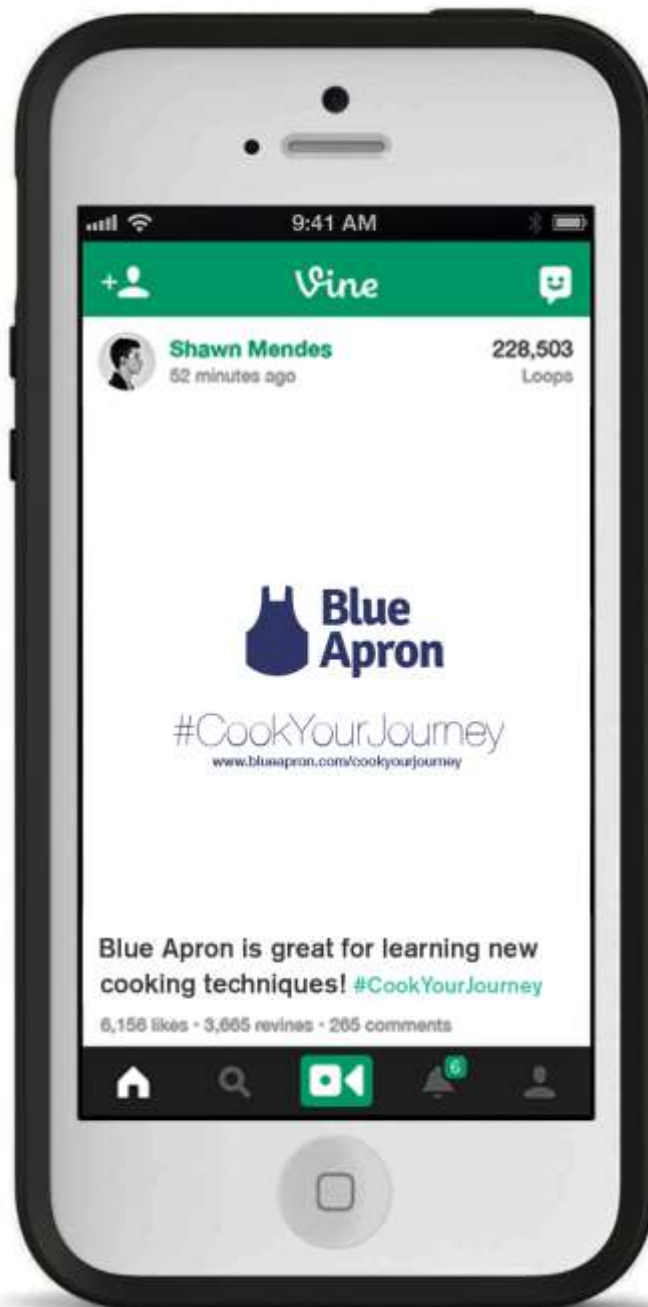 9:41 AM
Vine
Shawn Mendes
228,503
52 minutes ago
Loops
Blue
Apron
#CookYourJourney
www.blueapron.com/cookyourjourney
Blue Apron is great for learning new
cooking techniques! #CookYourJourney
6,156 likes • 3,665 revines • 265 comments
6